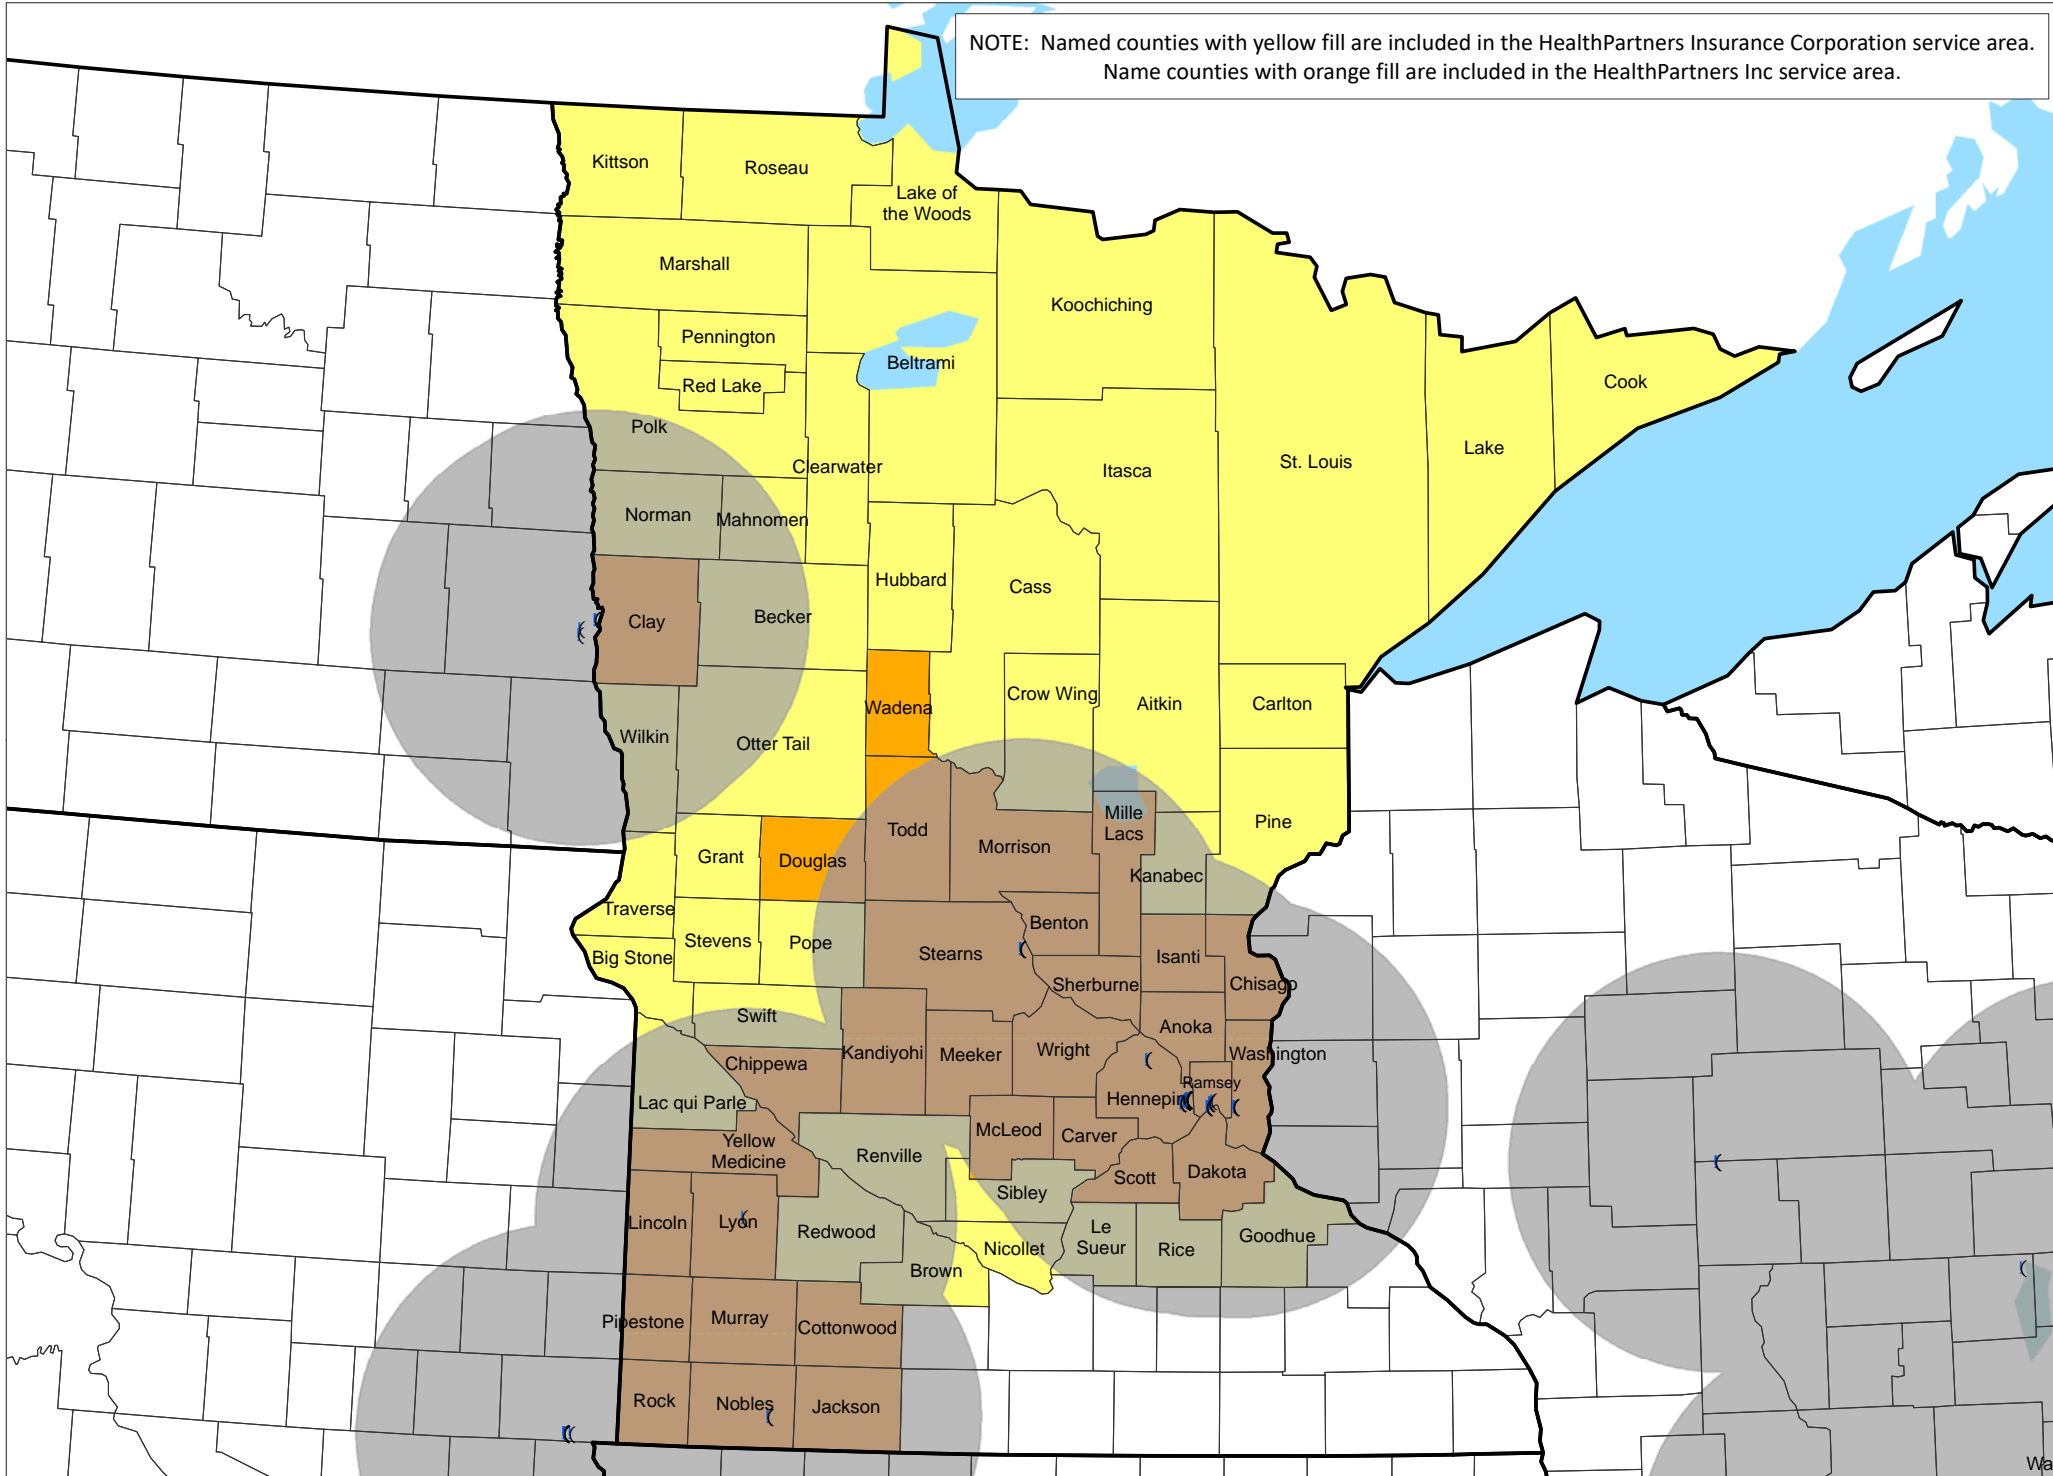 NOTE: Named counties with yellow fill are included in the HealthPartners Insurance Corporation service area.
Name counties with orange fill are included in the HealthPartners Inc service area.
Kittson
Roseau
Lake of
the Woods
Marshall
Koochiching
Pennington
Beltrami
Red Lake
Cook
Polk
Clearwater
Itasca
St. Louis
Lake
Norman
Mahnomen
Hubbard
Cass
Clay
Becker
Wadena
Crow Wing
Aitkin
Carlton
Wilkin
Otter Tail
Mille
Lacs
Pine
Todd
Morrison
Grant
Douglas
Kanabec
Traverse
Benton
Stevens
Pope
Big Stone
Stearns
Isanti
Sherburne
Chisago
Swift
Anoka
Chippewa
Kandiyohi
Meeker
Wright
Washington
Ramsey
Lac qui Parle
Hennepin
McLeod
Carver
Yellow
Medicine
Renville
Scott
Dakota
Sibley
Lincoln
Lyon
Redwood
Le
Sueur
Rice
Goodhue
Nicollet
Brown
Pipestone
Murray
Cottonwood
Rock
Nobles
Jackson
Wa